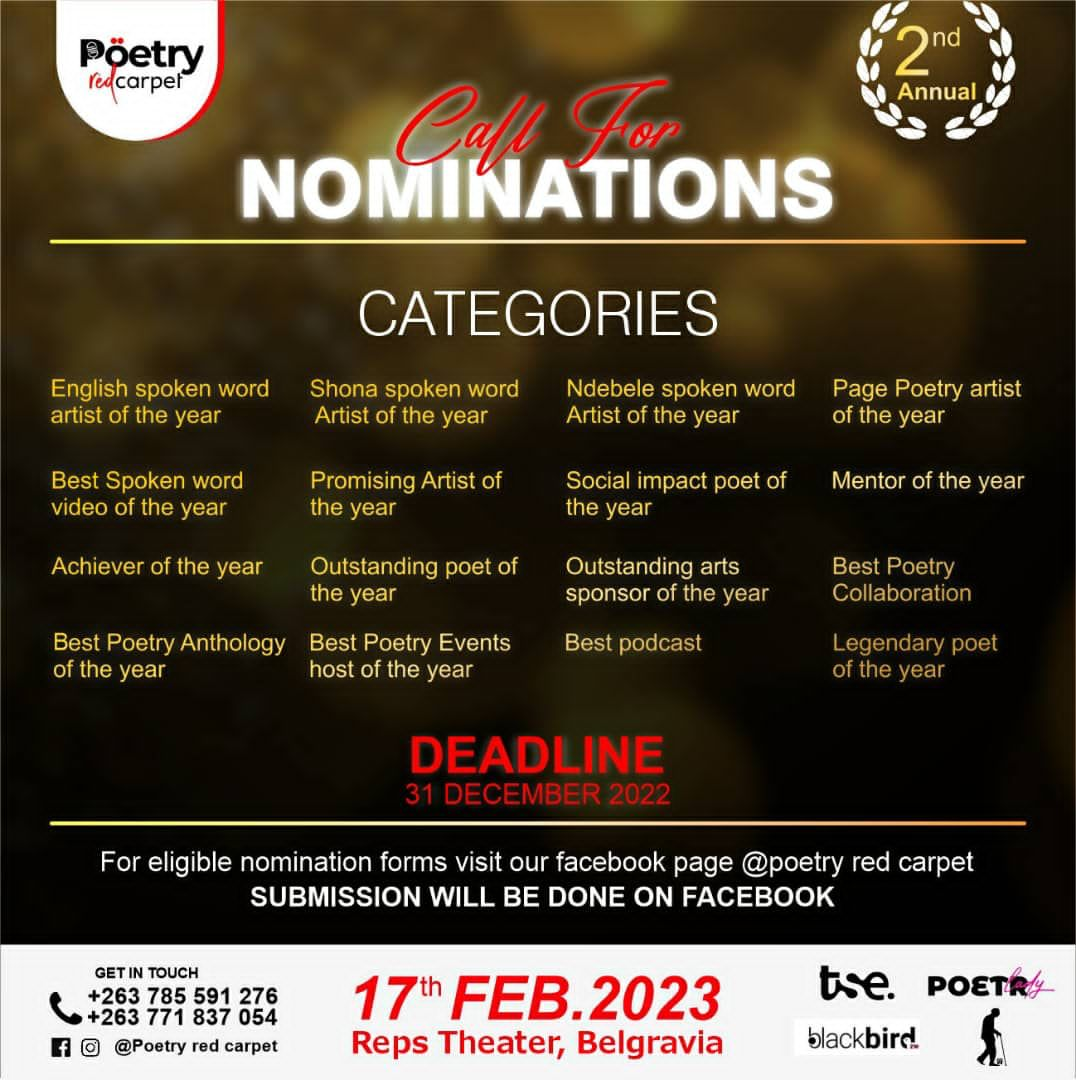 Pöetry
redcarpet
2nd
Annual
Call For
NOMINATIONS
CATEGORIES
English spoken word
artist of the year
Shona spoken word
Artist of the year
Ndebele spoken word
Artist of the year
Page Poetry artist
of the year
Best Spoken word
video of the year
Promising Artist of
the year
Social impact poet of
the year
Mentor of the year
Achiever of the year
Outstanding poet of
the year
Outstanding arts
sponsor of the year
Best Poetry
Collaboration
Best Poetry Anthology
of the year
Best Poetry Events
host of the year
Best podcast
Legendary poet
of the year
DEADLINE
31 DECEMBER 2022
For eligible nomination forms visit our facebook page @poetry red carpet
SUBMISSION WILL BE DONE ON FACEBOOK
GET IN TOUCH
+263 785 591 276
+263 771 837 054
@Poetry red carpet
17th FEB.2023
Reps Theater, Belgravia
tse.
POETRY lady
blackbird